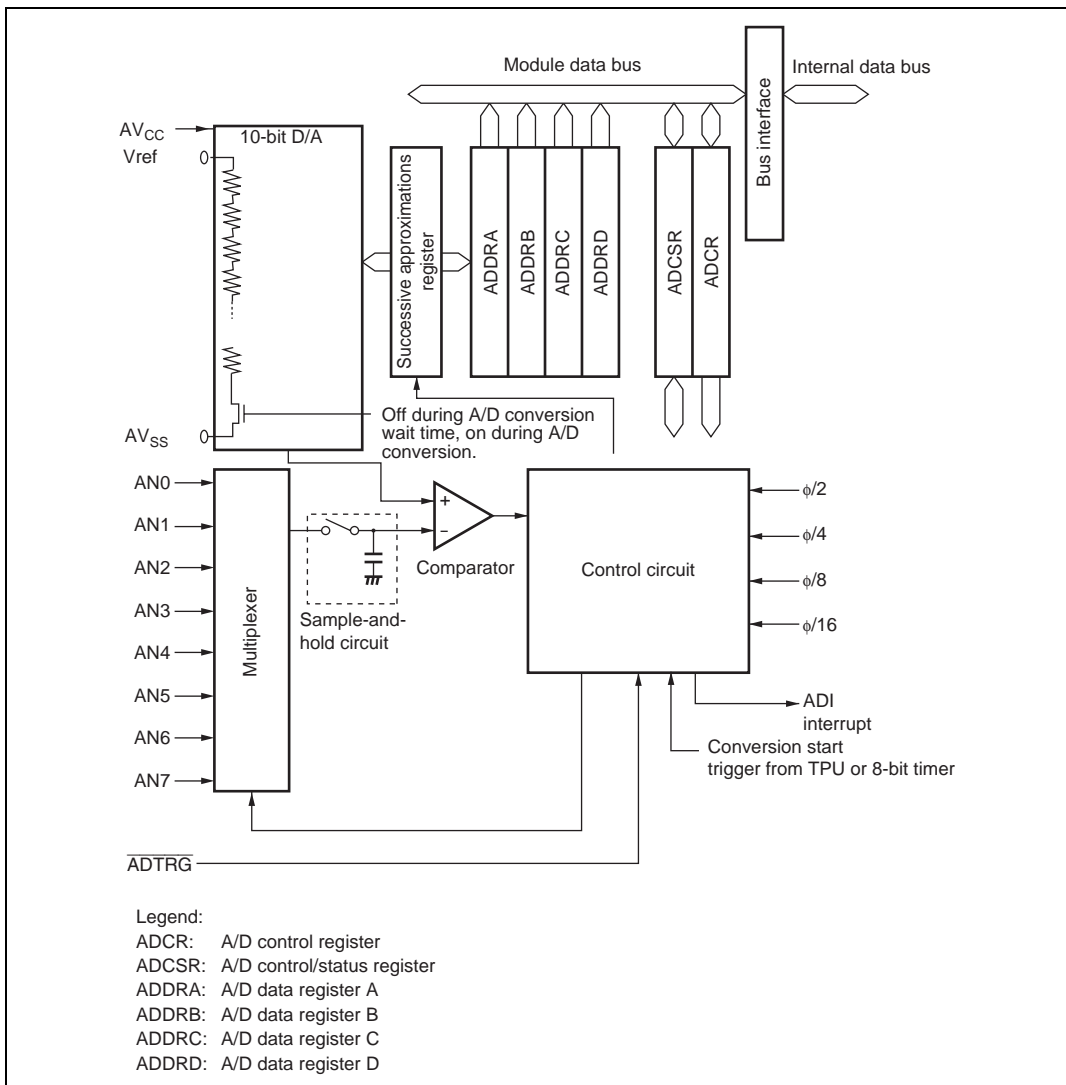 Module data bus
Internal data bus
Bus interface
AVCC
Vref
10-bit D/A
Successive approximations
register
ADDRA
ADDRB
ADDRC
ADDRD
ADCSR
ADCR
Off during A/D conversion
wait time, on during A/D
conversion.
AVSS
AN0
AN1
AN2
AN3
AN4
AN5
AN6
AN7
Multiplexer
+
−
Comparator
Sample-and-
hold circuit
Control circuit
ϕ/2
ϕ/4
ϕ/8
ϕ/16
ADI
interrupt
Conversion start
trigger from TPU or 8-bit timer
ADTRG
Legend:
ADCR: A/D control register
ADCSR: A/D control/status register
ADDRA: A/D data register A
ADDRB: A/D data register B
ADDRC: A/D data register C
ADDRD: A/D data register D